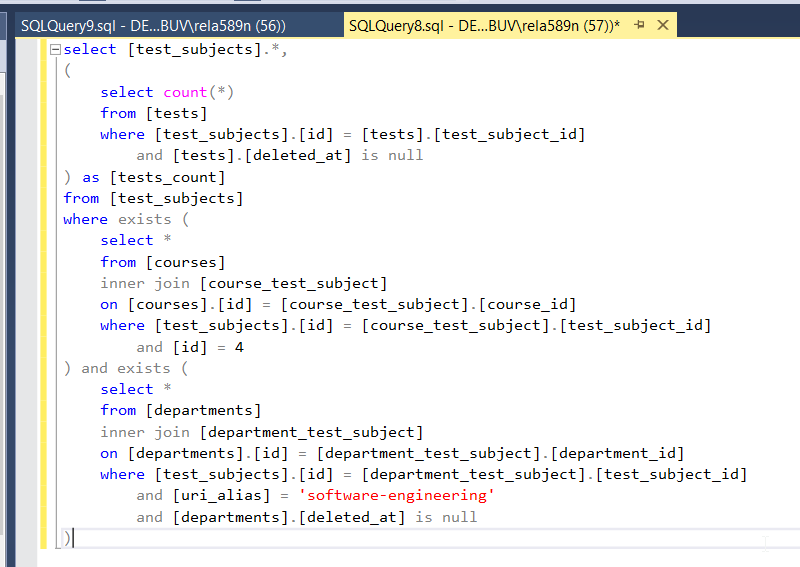 SQLQuery9.sql - DE...BUV\rela589n (56))
SQLQuery8.sql - DE...BUV\rela589n (57))*
select [test_subjects].*,
(
    select count(*)
    from [tests]
    where [test_subjects].[id] = [tests].[test_subject_id]
        and [tests].[deleted_at] is null
) as [tests_count]
from [test_subjects]
where exists (
    select *
    from [courses]
    inner join [course_test_subject]
    on [courses].[id] = [course_test_subject].[course_id]
    where [test_subjects].[id] = [course_test_subject].[test_subject_id]
        and [id] = 4
) and exists (
    select *
    from [departments]
    inner join [department_test_subject]
    on [departments].[id] = [department_test_subject].[department_id]
    where [test_subjects].[id] = [department_test_subject].[test_subject_id]
        and [uri_alias] = 'software-engineering'
        and [departments].[deleted_at] is null
)